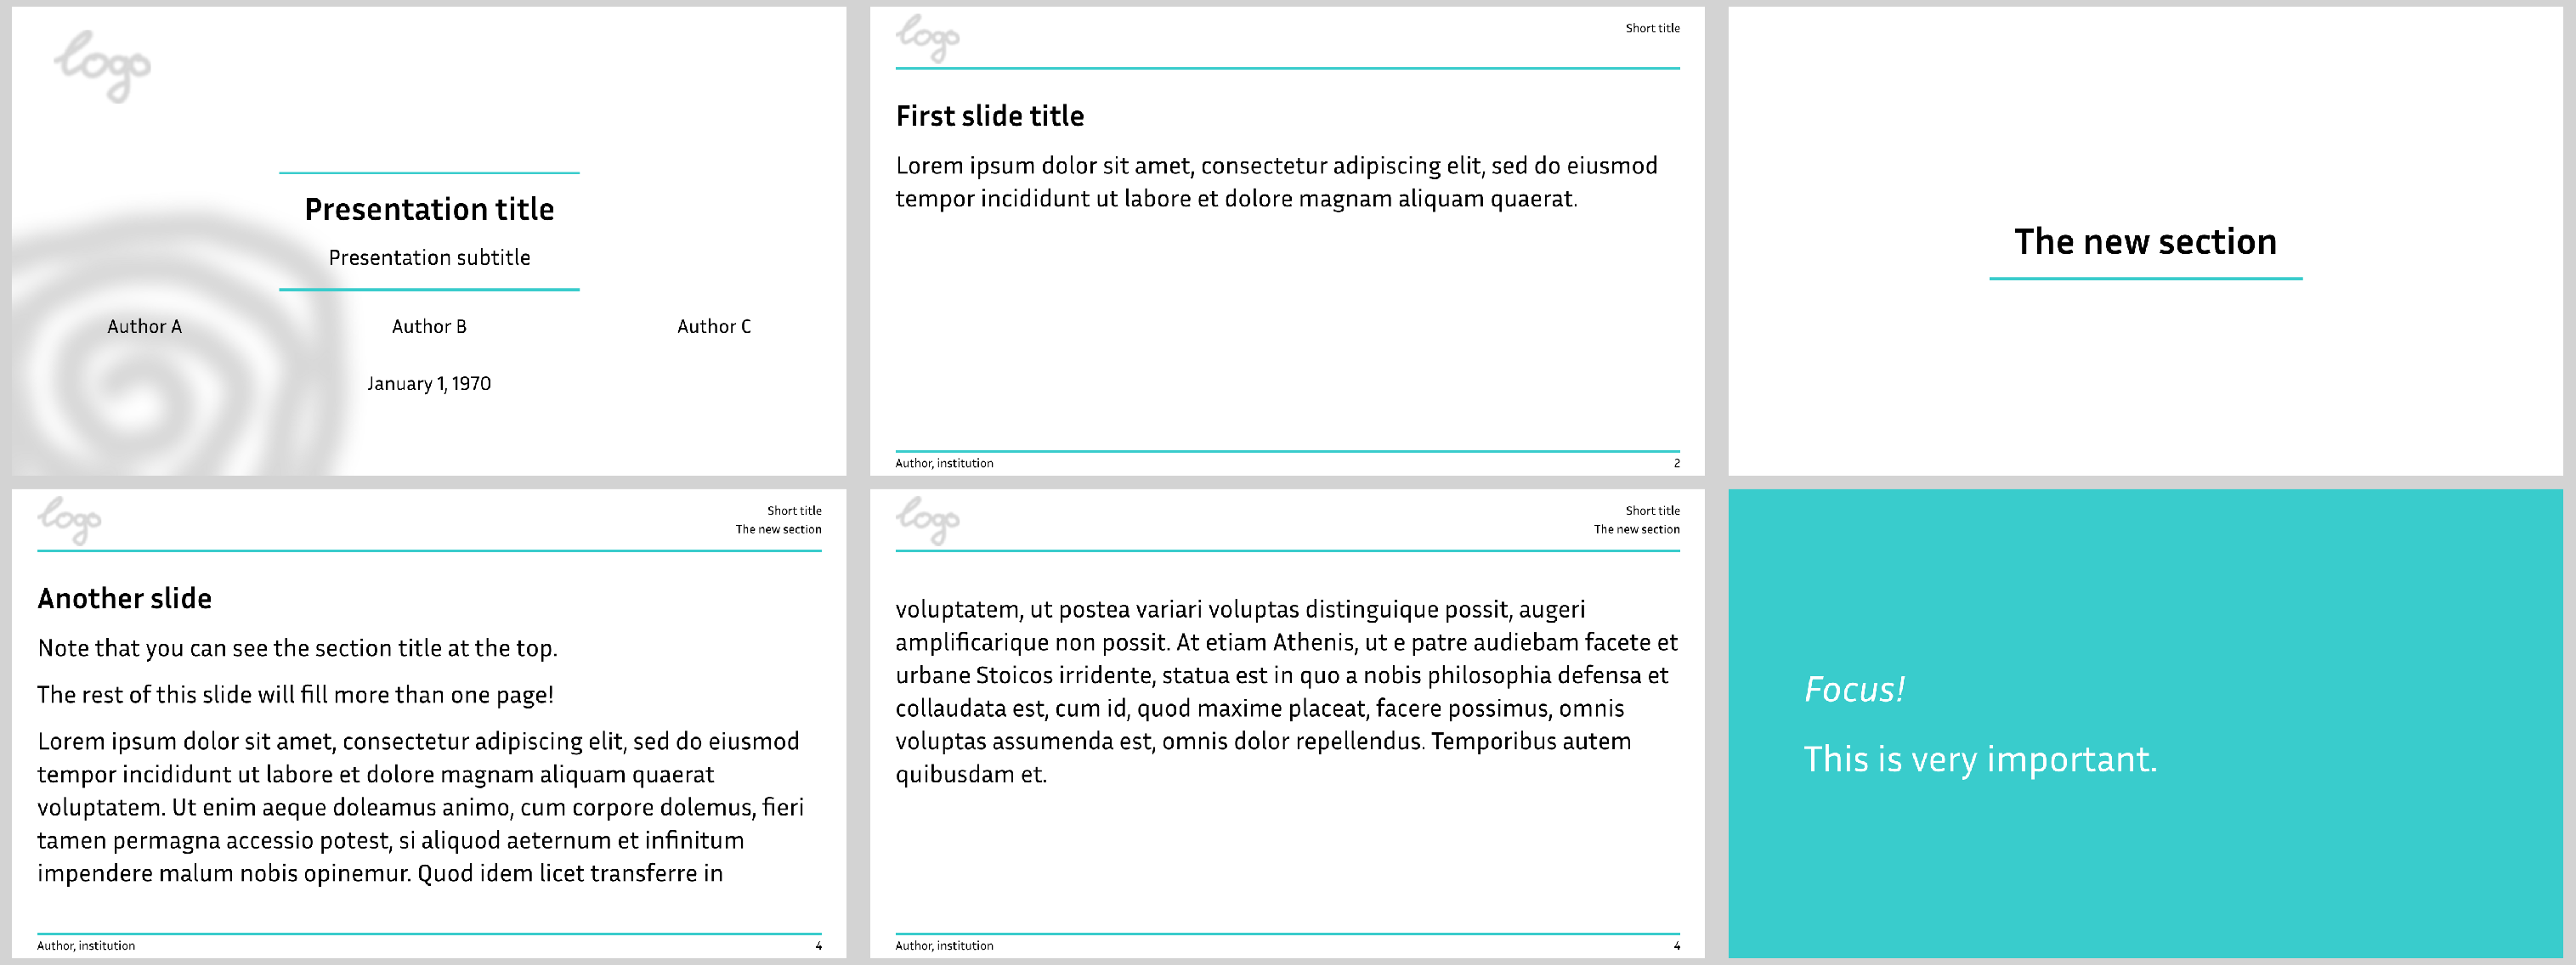 logo
Presentation title
Presentation subtitle
Author A
Author B
Author C
January 1, 1970
logo
Short title
First slide title
Lorem ipsum dolor sit amet, consectetur adipiscing elit, sed do eiusmod
tempor incididunt ut labore et dolore magnam aliquam quaerat.
Author, institution
2
The new section
logo
Short title
The new section
Another slide
Note that you can see the section title at the top.
The rest of this slide will fill more than one page!
Lorem ipsum dolor sit amet, consectetur adipiscing elit, sed do eiusmod
tempor incididunt ut labore et dolore magnam aliquam quaerat
voluptatem. Ut enim aeque doleamus animo, cum corpore dolemus, fieri
tamen permagna accessio potest, si aliquod aeternum et infinitum
impendere malum nobis opinemur. Quod idem licet transferre in
Author, institution
4
logo
Short title
The new section
voluptatem, ut postea variari voluptas distinguique possit, augeri
amplificarique non possit. At etiam Athenis, ut e patre audiebam facete et
urbane Stoicos irridente, statua est in quo a nobis philosophia defensa et
collaudata est, cum id, quod maxime placeat, facere possimus, omnis
voluptas assumenda est, omnis dolor repellendus. Temporibus autem
quibusdam et.
Author, institution
4
Focus!
This is very important.